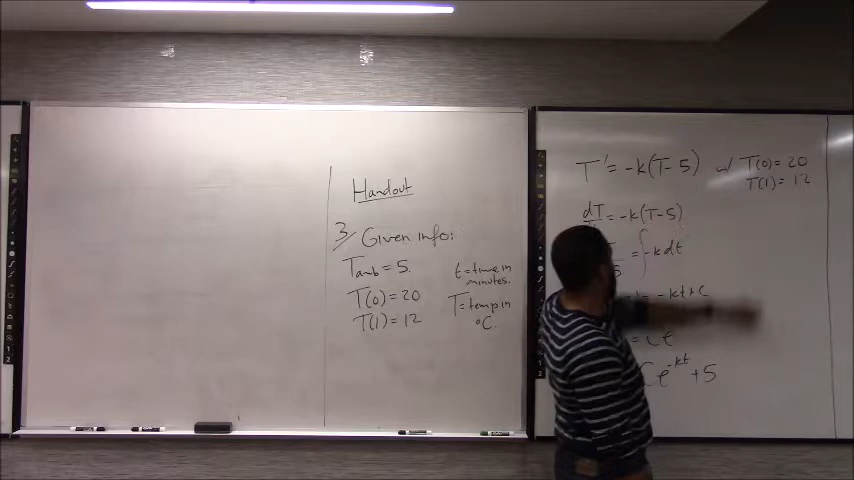 Handout
3/ Given info:
Tamb = 5.
T(0) = 20
T(1) = 12
t = time in
minutes.
T = temp in
°C.
T' = -k(T-5) w/ T(0) = 20
T(1) = 12
dT = -k(T-5)
= ∫ -k dt
= -kt+C
Ce^-kt + 5